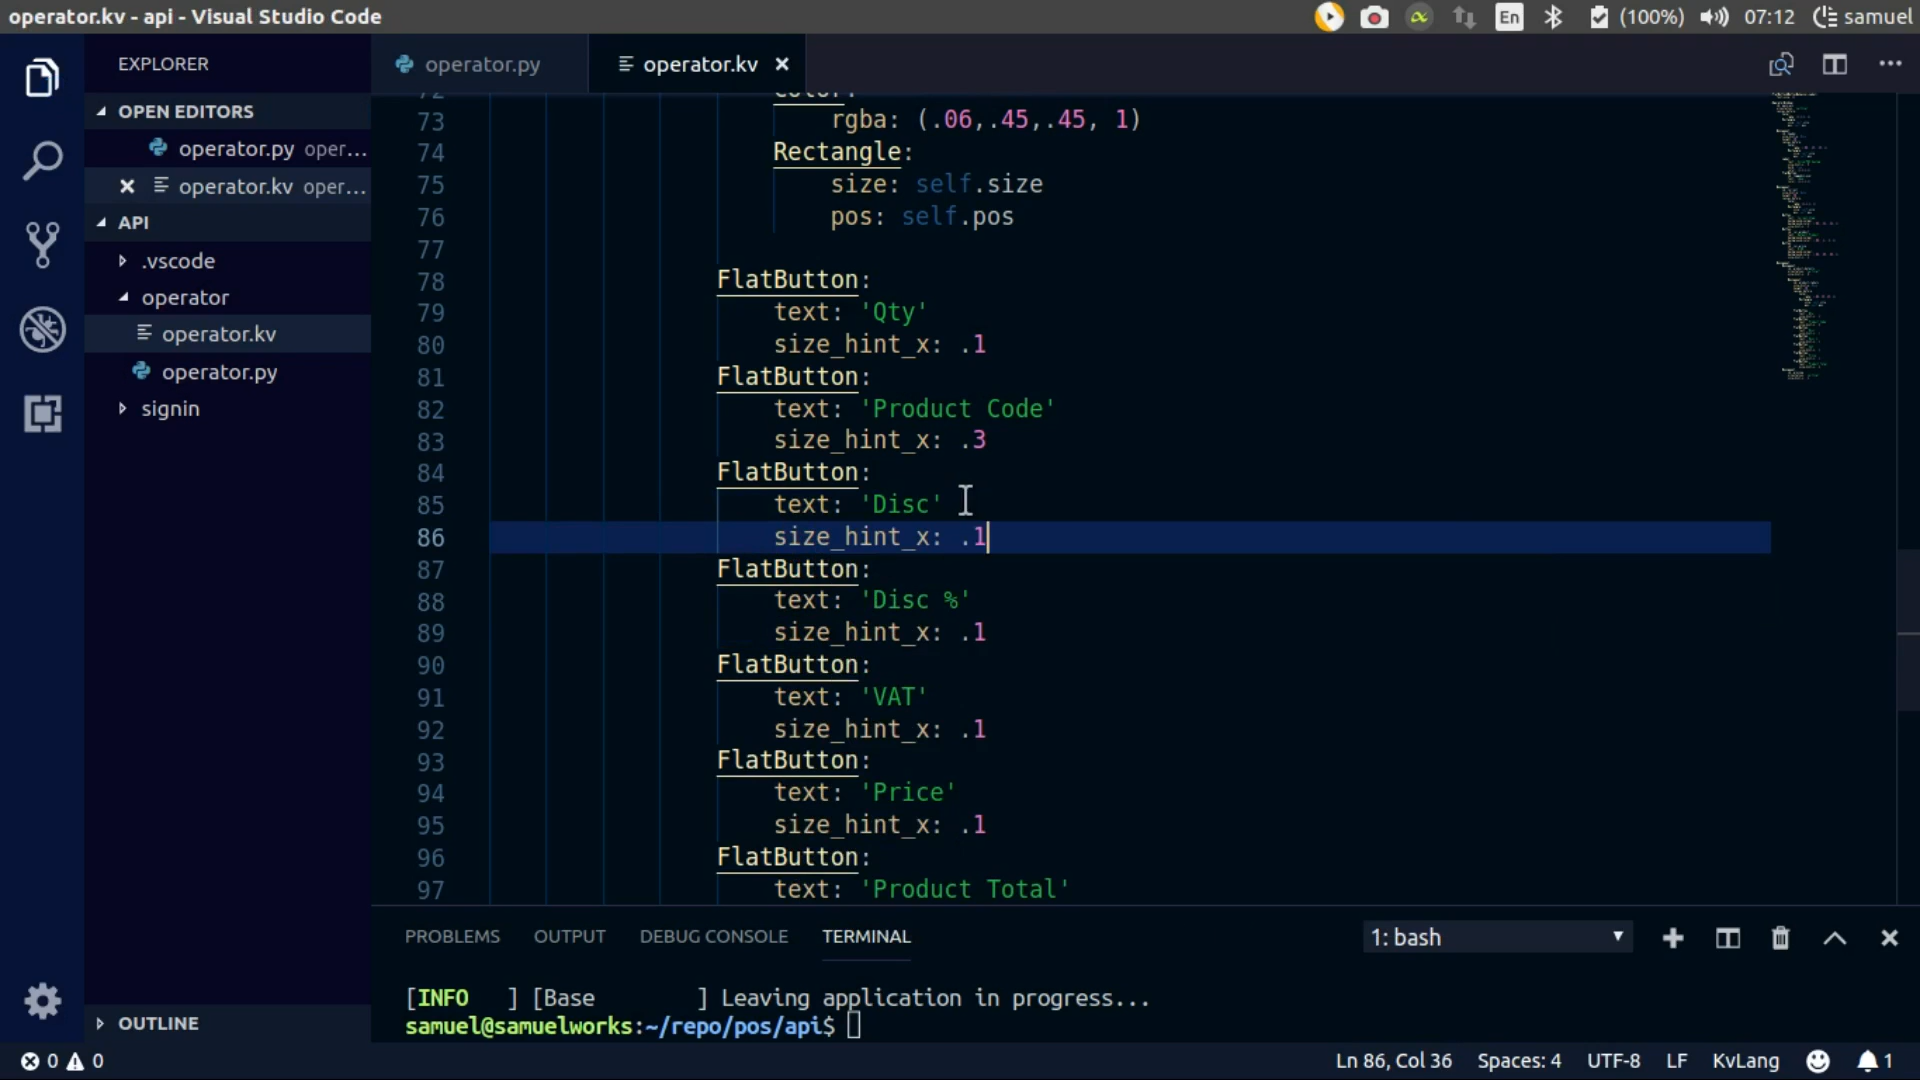 operator.kv - api - Visual Studio Code
En
(100%)
07:12
samuel
EXPLORER
operator.py
operator.kv
OPEN EDITORS
operator.py oper...
operator.kv oper...
API
.vscode
operator
operator.kv
operator.py
signin
OUTLINE
72 Color:
73 rgba: (.06,.45,.45, 1)
74 Rectangle:
75 size: self.size
76 pos: self.pos
77
78 FlatButton:
79 text: 'Qty'
80 size_hint_x: .1
81 FlatButton:
82 text: 'Product Code'
83 size_hint_x: .3
84 FlatButton:
85 text: 'Disc'
86 size_hint_x: .1
87 FlatButton:
88 text: 'Disc %'
89 size_hint_x: .1
90 FlatButton:
91 text: 'VAT'
92 size_hint_x: .1
93 FlatButton:
94 text: 'Price'
95 size_hint_x: .1
96 FlatButton:
97 text: 'Product Total'
PROBLEMS OUTPUT DEBUG CONSOLE TERMINAL
1: bash
[INFO   ] [Base        ] Leaving application in progress...
samuel@samuelworks:~/repo/pos/api$
0 0
Ln 86, Col 36 Spaces: 4 UTF-8 LF KvLang 1